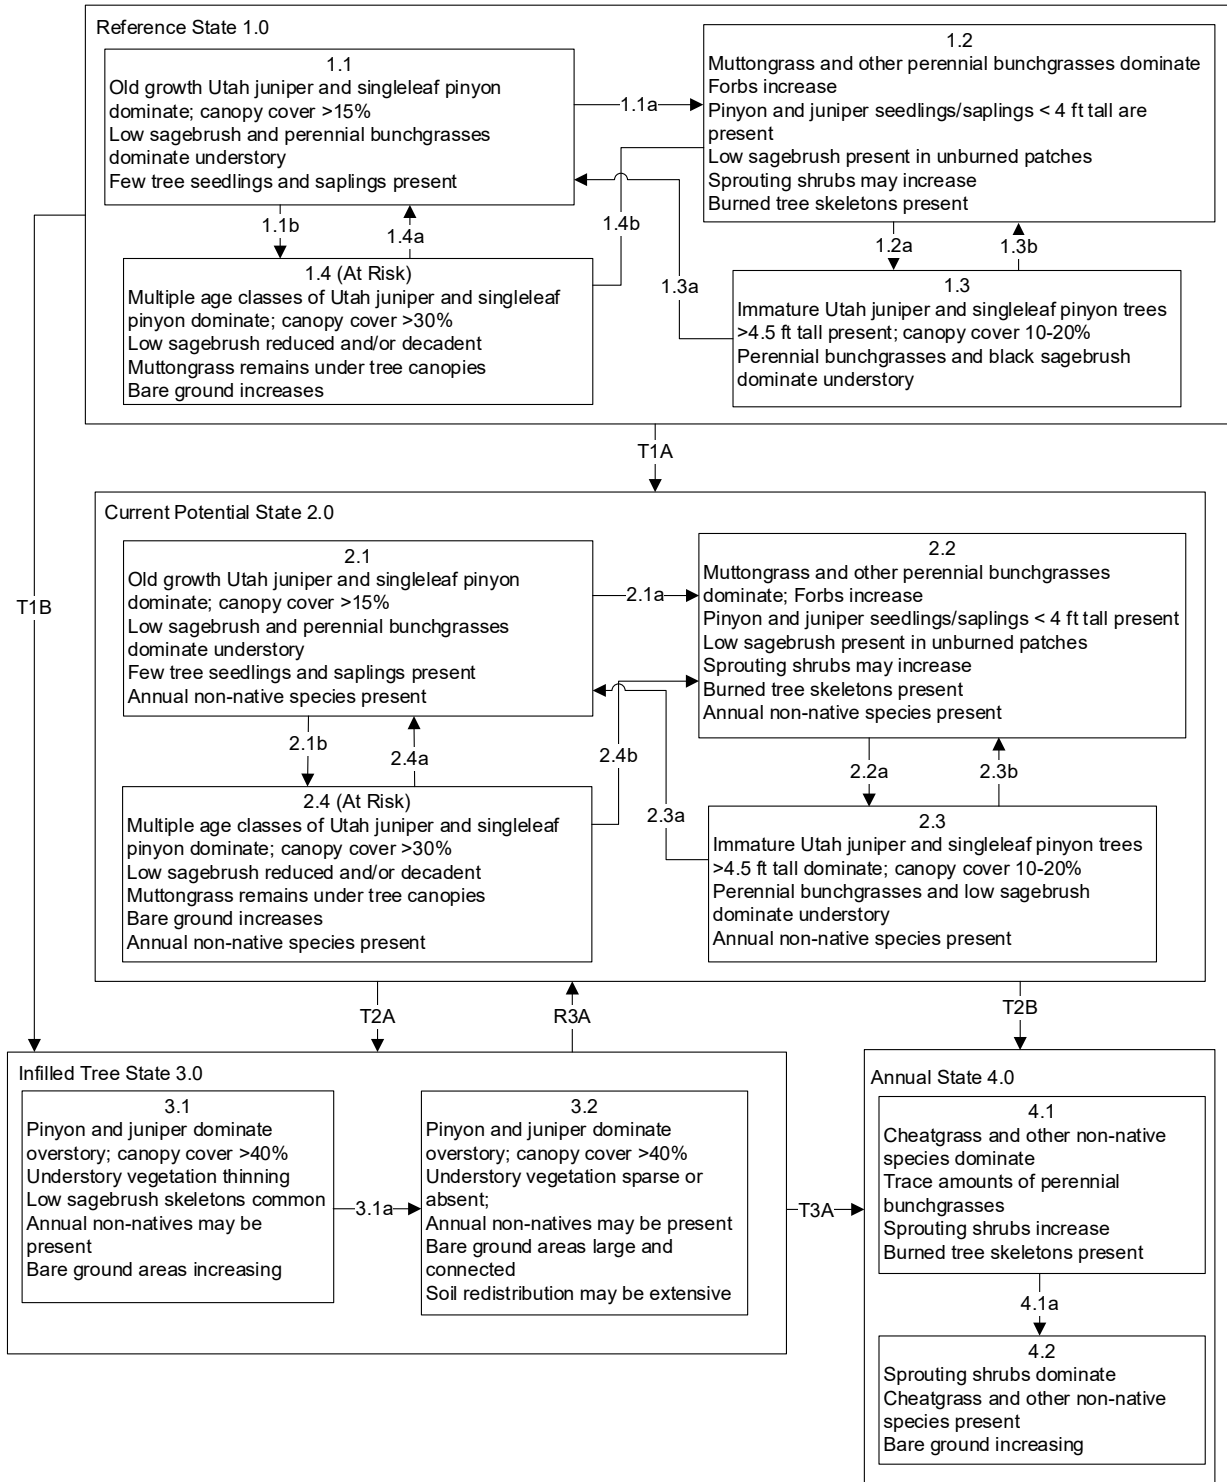 Reference State 1.0
1.1
Old growth Utah juniper and singleleaf pinyon
dominate; canopy cover >15%
Low sagebrush and perennial bunchgrasses
dominate understory
Few tree seedlings and saplings present
1.1a
1.2
Muttongrass and other perennial bunchgrasses dominate
Forbs increase
Pinyon and juniper seedlings/saplings < 4 ft tall are
present
Low sagebrush present in unburned patches
Sprouting shrubs may increase
Burned tree skeletons present
1.1b
1.4a
1.4b
1.3a
1.2a
1.3b
1.4 (At Risk)
Multiple age classes of Utah juniper and singleleaf
pinyon dominate; canopy cover >30%
Low sagebrush reduced and/or decadent
Muttongrass remains under tree canopies
Bare ground increases
1.3
Immature Utah juniper and singleleaf pinyon trees
>4.5 ft tall present; canopy cover 10-20%
Perennial bunchgrasses and black sagebrush
dominate understory
T1A
T1B
Current Potential State 2.0
2.1
Old growth Utah juniper and singleleaf pinyon
dominate; canopy cover >15%
Low sagebrush and perennial bunchgrasses
dominate understory
Few tree seedlings and saplings present
Annual non-native species present
2.1a
2.2
Muttongrass and other perennial bunchgrasses
dominate; Forbs increase
Pinyon and juniper seedlings/saplings < 4 ft tall present
Low sagebrush present in unburned patches
Sprouting shrubs may increase
Burned tree skeletons present
Annual non-native species present
2.1b
2.4a
2.4b
2.3a
2.2a
2.3b
2.4 (At Risk)
Multiple age classes of Utah juniper and singleleaf
pinyon dominate; canopy cover >30%
Low sagebrush reduced and/or decadent
Muttongrass remains under tree canopies
Bare ground increases
Annual non-native species present
2.3
Immature Utah juniper and singleleaf pinyon trees
>4.5 ft tall dominate; canopy cover 10-20%
Perennial bunchgrasses and low sagebrush
dominate understory
Annual non-native species present
T2A
R3A
T2B
Infilled Tree State 3.0
3.1
Pinyon and juniper dominate
overstory; canopy cover >40%
Understory vegetation thinning
Low sagebrush skeletons common
Annual non-natives may be
present
Bare ground areas increasing
3.1a
3.2
Pinyon and juniper dominate
overstory; canopy cover >40%
Understory vegetation sparse or
absent;
Annual non-natives may be present
Bare ground areas large and
connected
Soil redistribution may be extensive
T3A
Annual State 4.0
4.1
Cheatgrass and other non-native
species dominate
Trace amounts of perennial
bunchgrasses
Sprouting shrubs increase
Burned tree skeletons present
4.1a
4.2
Sprouting shrubs dominate
Cheatgrass and other non-native
species present
Bare ground increasing